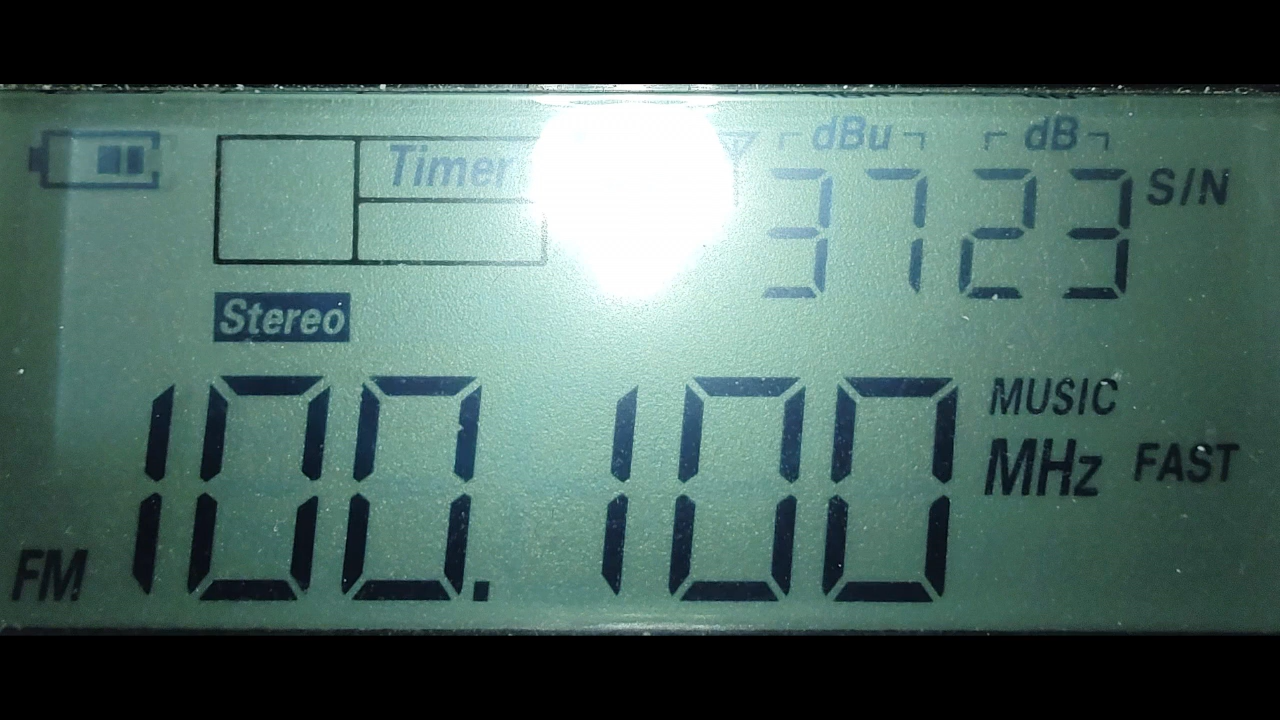 dBu dB
Timer 37 23 S/N
Stereo
MUSIC
FM 100.100 MHz FAST